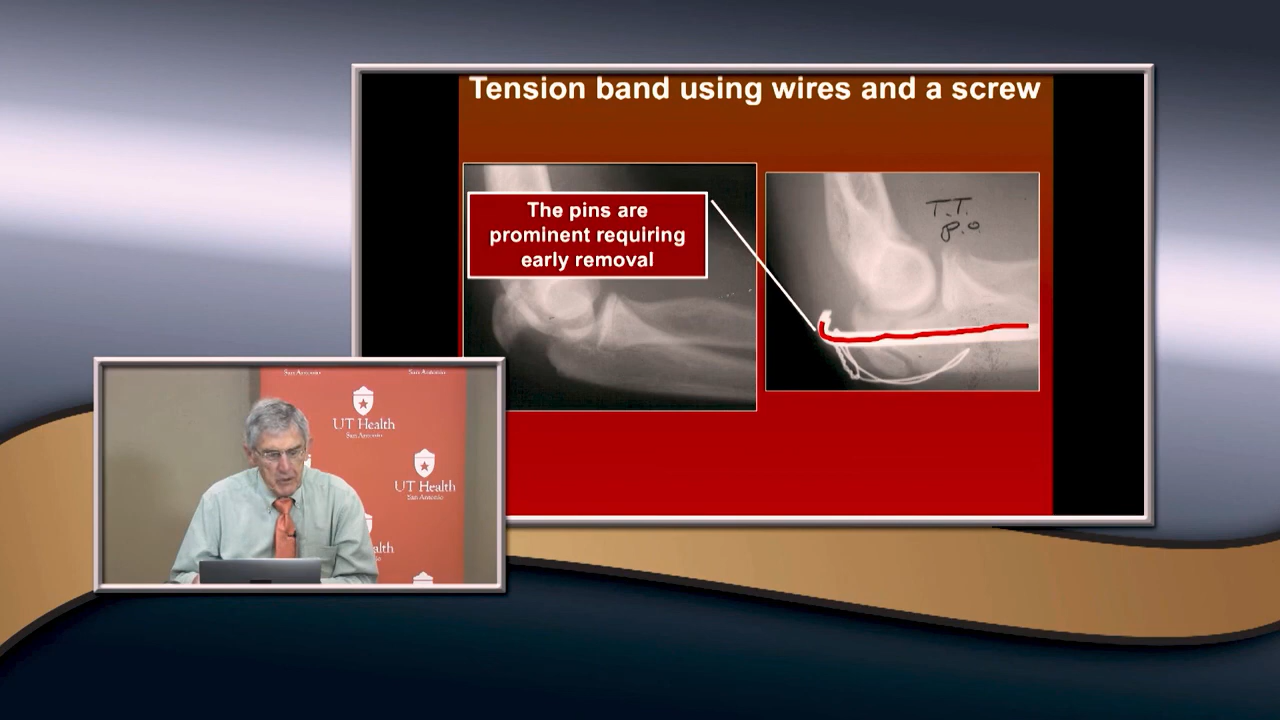 Tension band using wires and a screw
The pins are
prominent requiring
early removal
T.T.
P.O
San Antonio
San Antonio
UT Health
San Antonio
UT Health
San Antonio
alth